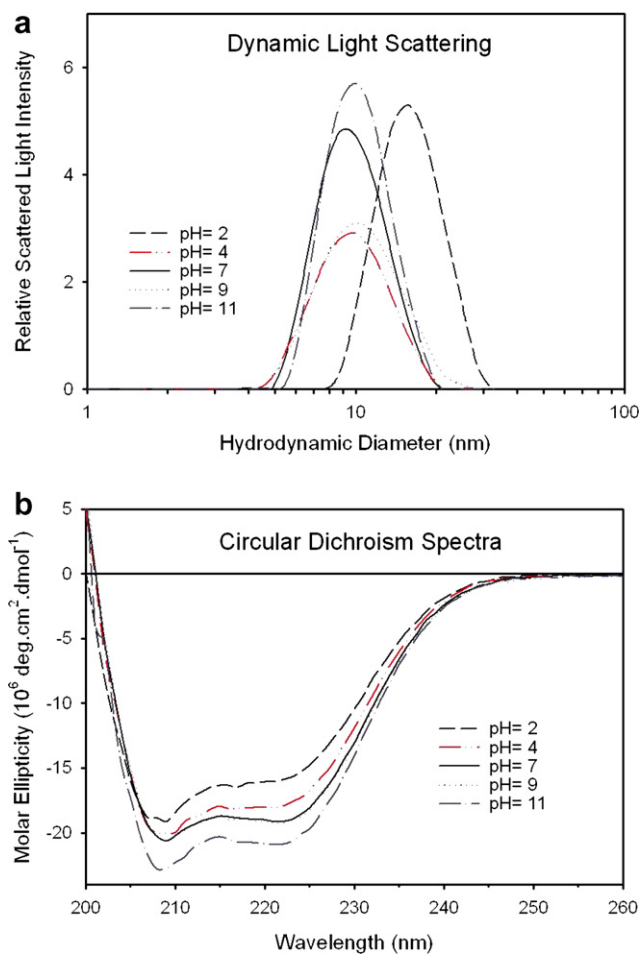 a
Dynamic Light Scattering
Relative Scattered Light Intensity
6
4
2
0
pH= 2
pH= 4
pH= 7
pH= 9
pH= 11
1
10
100
Hydrodynamic Diameter (nm)
b
Circular Dichroism Spectra
Molar Ellipticity (10⁶ deg.cm².dmol⁻¹)
5
0
-5
-10
-15
-20
pH= 2
pH= 4
pH= 7
pH= 9
pH= 11
200
210
220
230
240
250
260
Wavelength (nm)